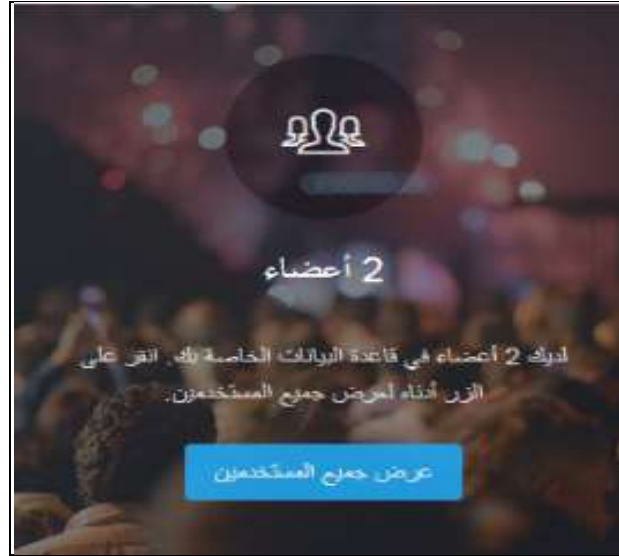 2 أعضاء
لديك 2 أعضاء في قاعدة البيانات الخاصة بك. انقر على
الزر أدناه لعرض جميع المستخدمين.
عرض جميع المستخدمين